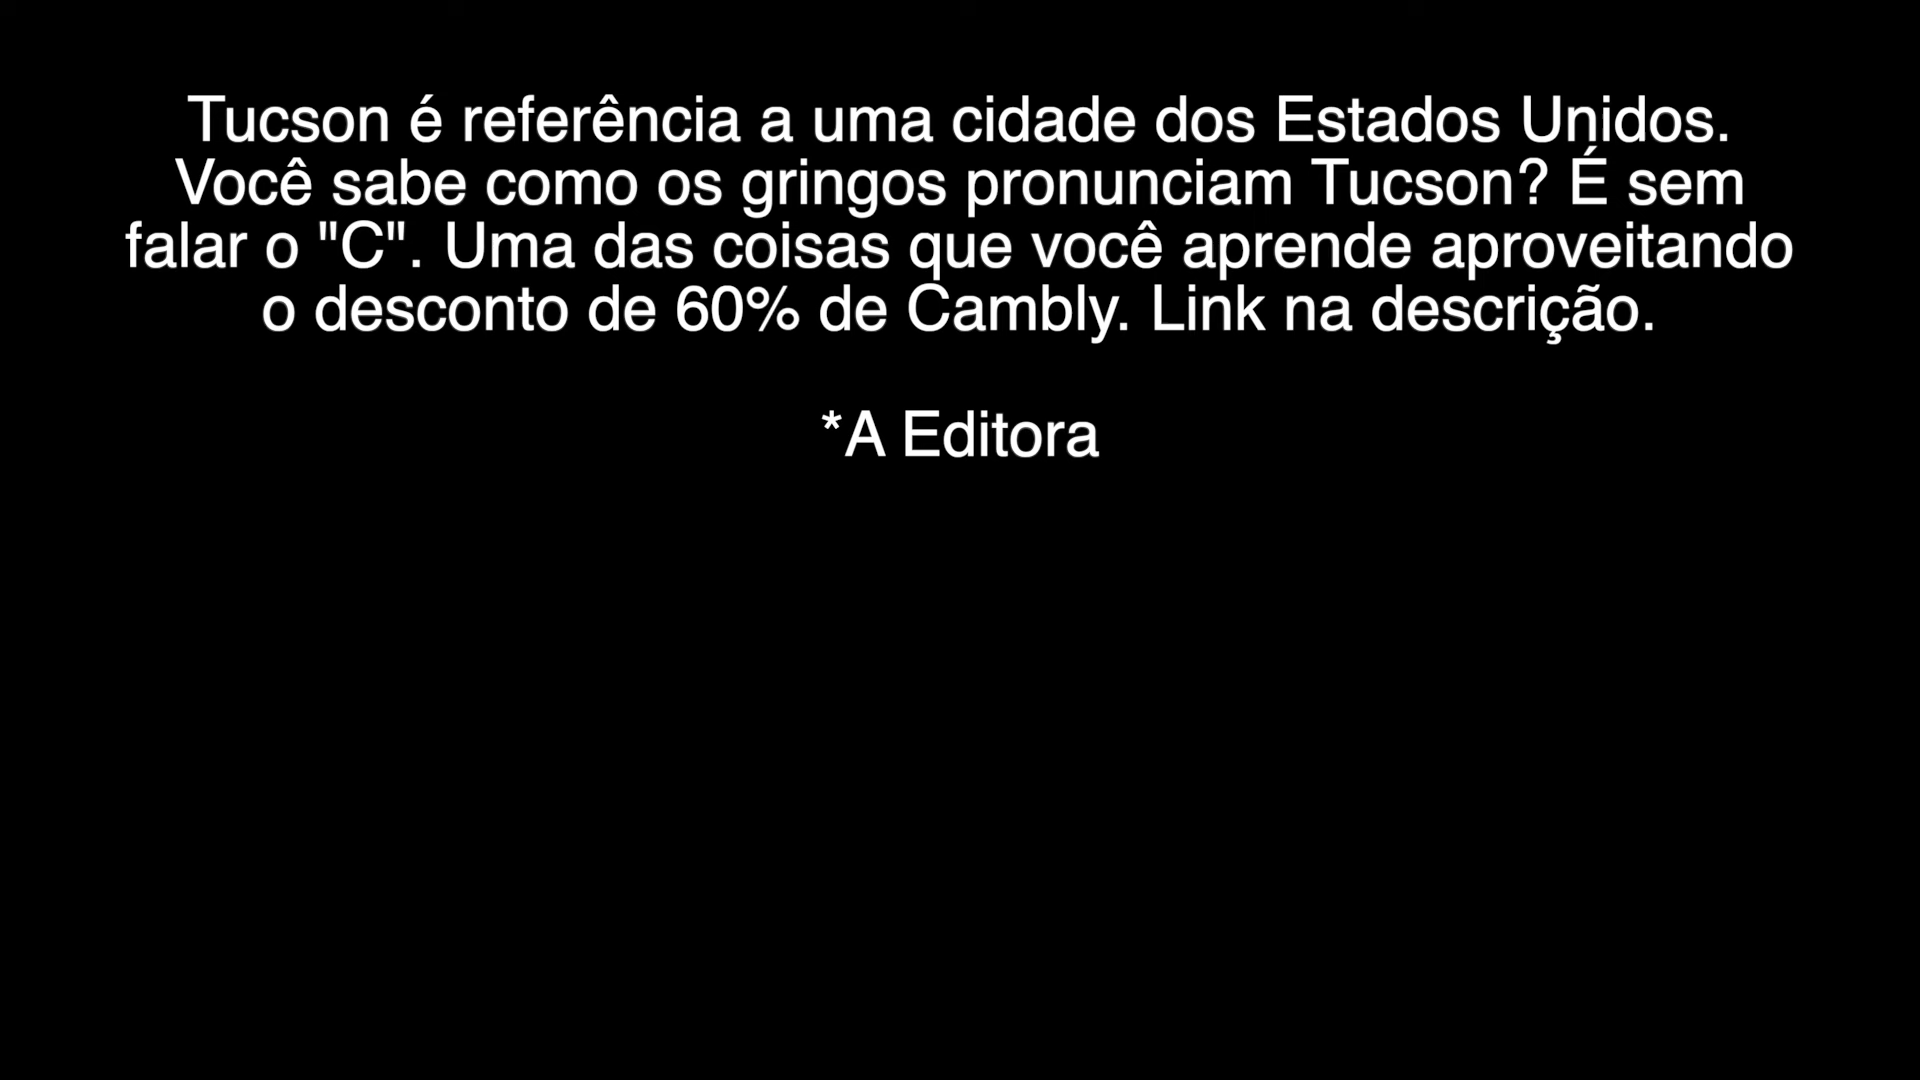 Tucson é referência a uma cidade dos Estados Unidos.
Você sabe como os gringos pronunciam Tucson? É sem
falar o "C". Uma das coisas que você aprende aproveitando
o desconto de 60% de Cambly. Link na descrição.
*A Editora